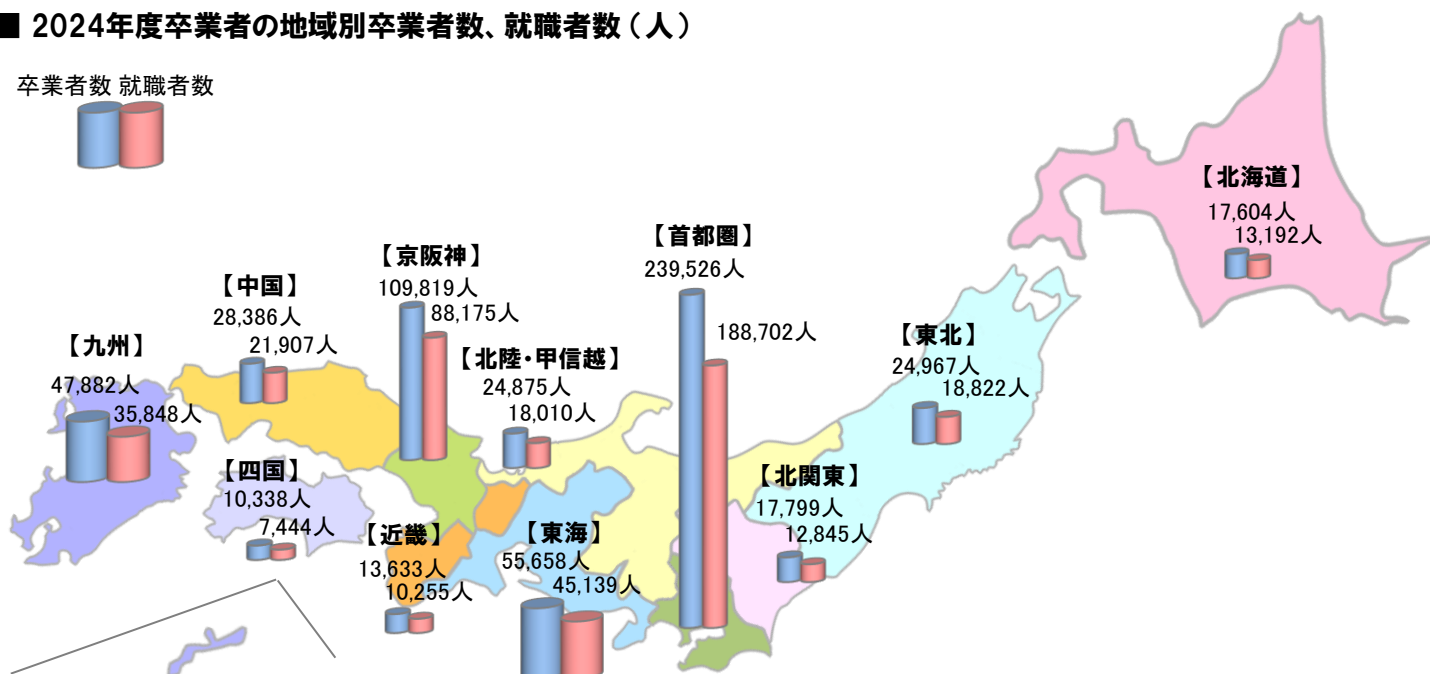 ■ 2024年度卒業者の地域別卒業者数、就職者数（人）
卒業者数 就職者数
【北海道】
17,604人
13,192人
【首都圏】
239,526人
188,702人
【京阪神】
109,819人
88,175人
【中国】
28,386人
21,907人
【東北】
24,967人
18,822人
【九州】
47,882人
35,848人
【北陸・甲信越】
24,875人
18,010人
【四国】
10,338人
7,444人
【北関東】
17,799人
12,845人
【近畿】
13,633人
10,255人
【東海】
55,658人
45,139人